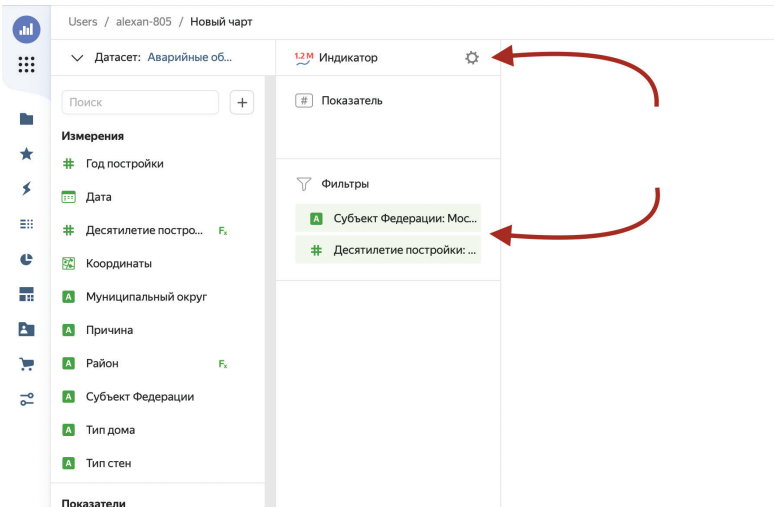 Users / alexan-805 / Новый чарт
Датасет: Аварийные об...
Поиск
+
Измерения
# Год постройки
Дата
# Десятилетие постро... Fx
Координаты
A Муниципальный округ
A Причина
A Район Fx
A Субъект Федерации
A Тип дома
A Тип стен
Показатели
1.2M Индикатор
# Показатель
Фильтры
A Субъект Федерации: Мос...
# Десятилетие постройки: ...